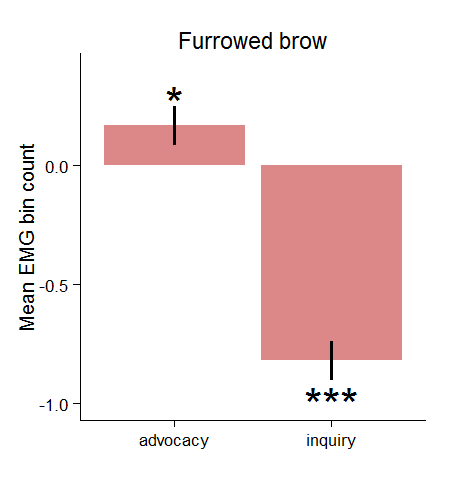 Furrowed brow
*
Mean EMG bin count
0.0
-0.5
-1.0
***
advocacy inquiry